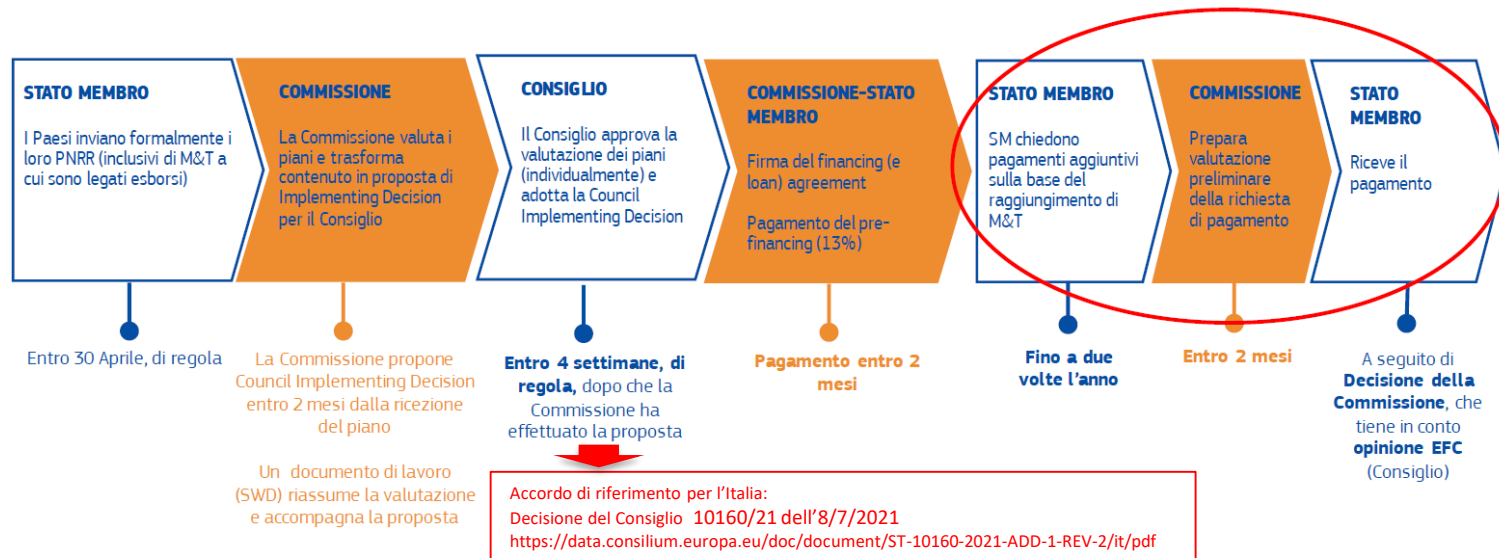 STATO MEMBRO
I Paesi inviano formalmente i
loro PNRR (inclusivi di M&T a
cui sono legati esborsi)
Entro 30 Aprile, di regola
COMMISSIONE
La Commissione valuta i
piani e trasforma
contenuto in proposta di
Implementing Decision
per il Consiglio
La Commissione propone
Council Implementing Decision
entro 2 mesi dalla ricezione
del piano
Un documento di lavoro
(SWD) riassume la valutazione
e accompagna la proposta
CONSIGLIO
Il Consiglio approva la
valutazione dei piani
(individualmente) e
adotta la Council
Implementing Decision
Entro 4 settimane, di
regola, dopo che la
Commissione ha
effettuato la proposta
Accordo di riferimento per l'Italia:
Decisione del Consiglio 10160/21 dell'8/7/2021
https://data.consilium.europa.eu/doc/document/ST-10160-2021-ADD-1-REV-2/it/pdf
COMMISSIONE-STATO
MEMBRO
Firma del financing (e
loan) agreement
Pagamento del pre-
financing (13%)
Pagamento entro 2
mesi
STATO MEMBRO
SM chiedono
pagamenti aggiuntivi
sulla base del
raggiungimento di
M&T
Fino a due
volte l'anno
COMMISSIONE
Prepara
valutazione
preliminare
della richiesta
di pagamento
Entro 2 mesi
STATO
MEMBRO
Riceve il
pagamento
A seguito di
Decisione della
Commissione, che
tiene in conto
opinione EFC
(Consiglio)